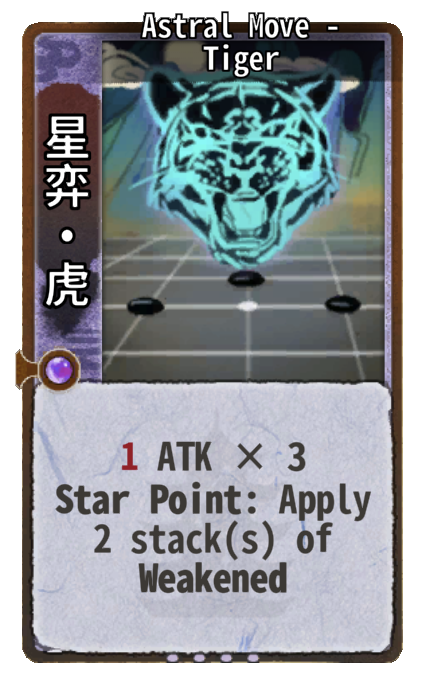 Astral Move -
Tiger
星弈・虎
1 ATK × 3
Star Point: Apply
2 stack(s) of
Weakened